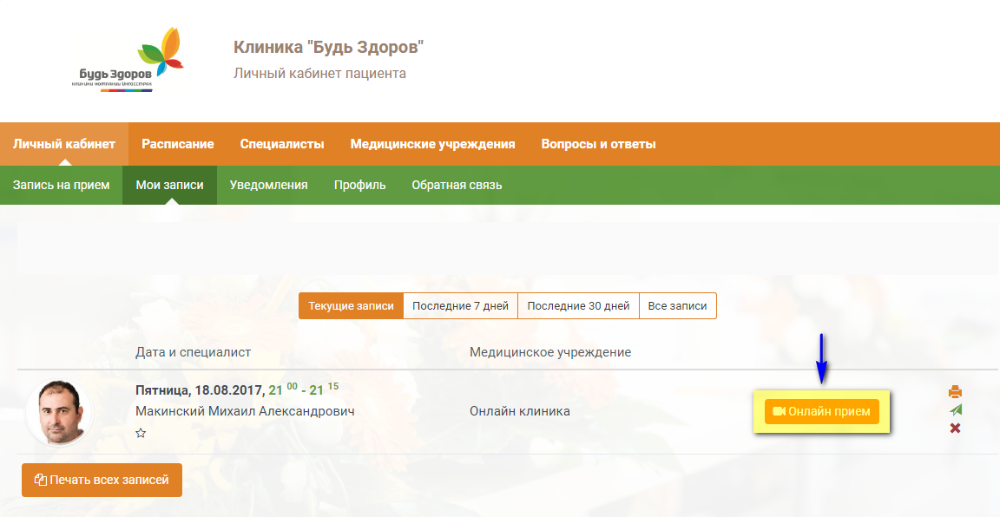 Клиника "Будь Здоров"
Личный кабинет пациента
Будь Здоров
КЛИНИКИ КОМПАНИИ ИНГОССТРАХ
Личный кабинет Расписание Специалисты Медицинские учреждения Вопросы и ответы
Запись на прием Мои записи Уведомления Профиль Обратная связь
Текущие записи Последние 7 дней Последние 30 дней Все записи
Дата и специалист Медицинское учреждение
Пятница, 18.08.2017, 21 00 - 21 15
Макинский Михаил Александрович Онлайн клиника Онлайн прием
Печать всех записей